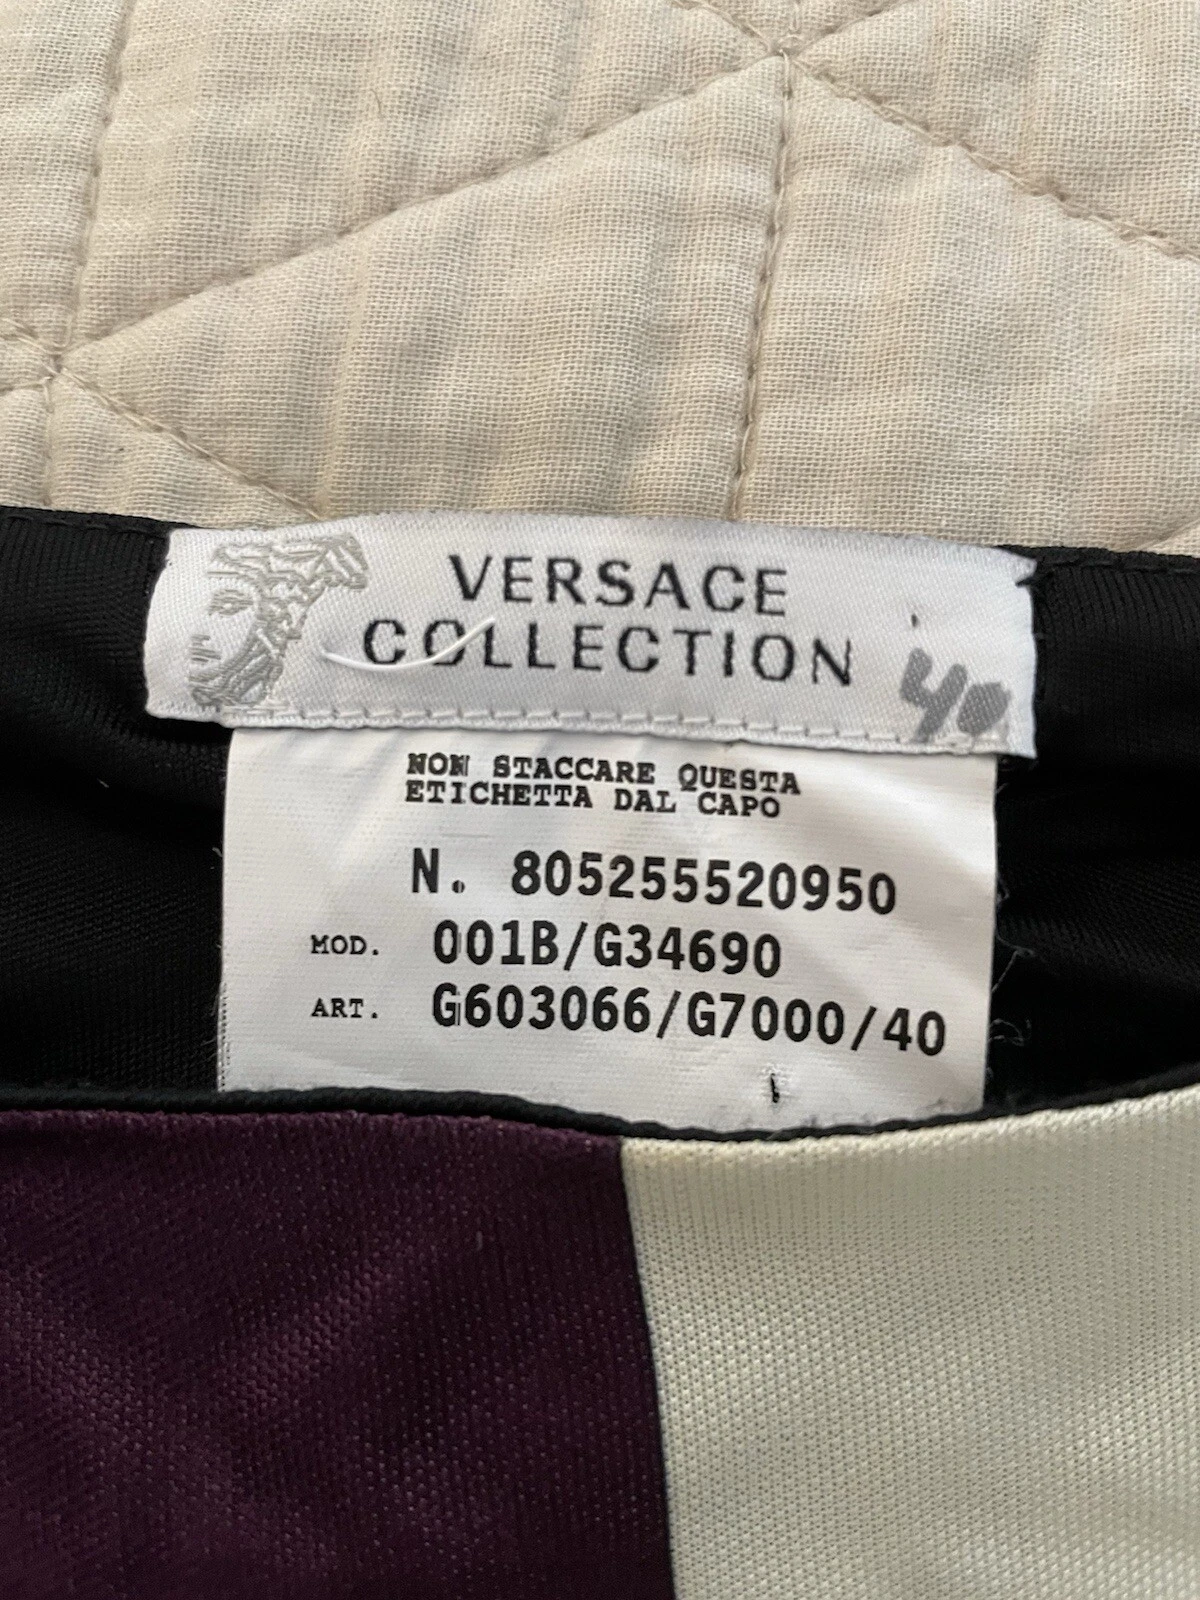 VERSACE
COLLECTION
40
NON STACCARE QUESTA
ETICHETTA DAL CAPO
N. 805255520950
MOD. 001B/G34690
ART. G603066/G7000/40